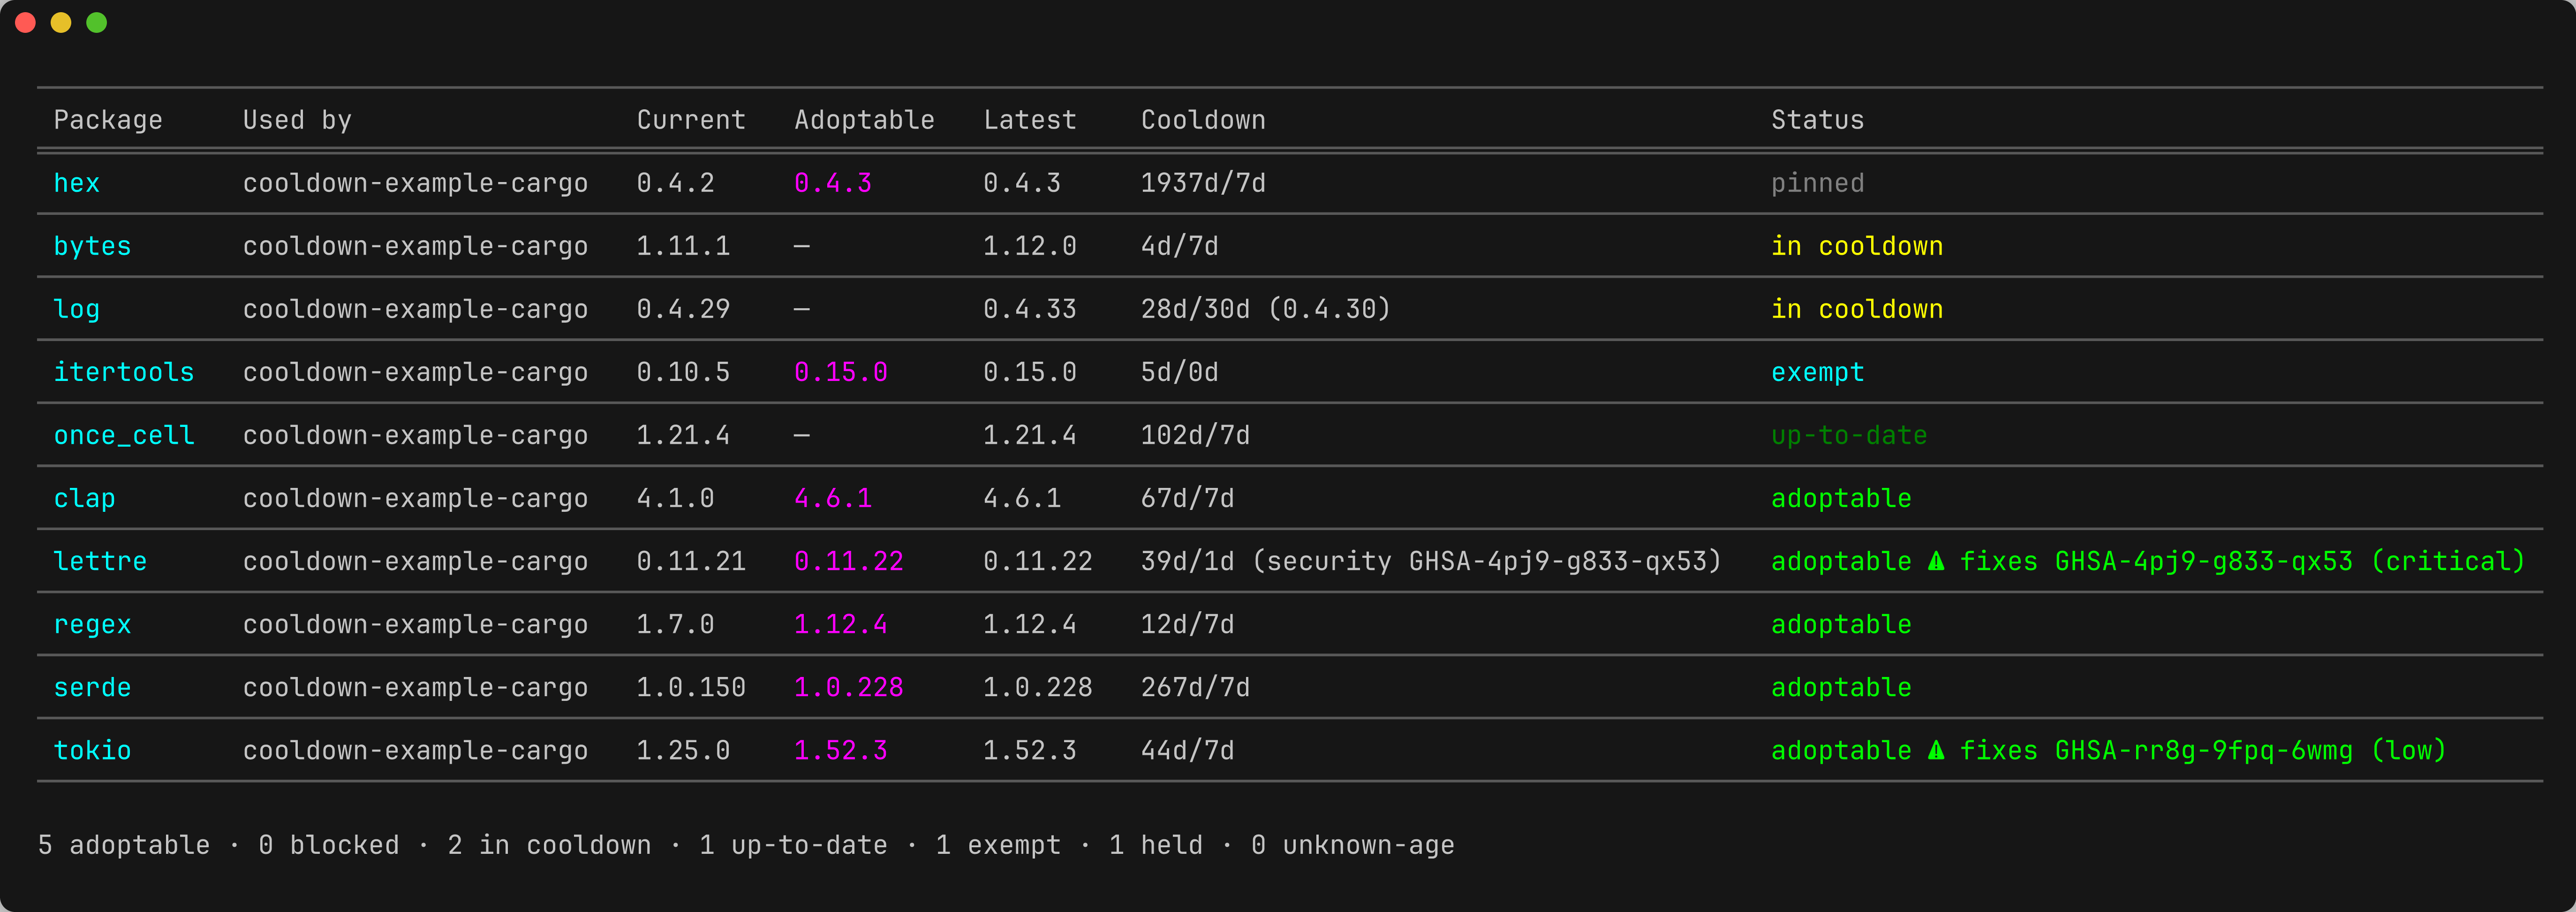 Package Used by Current Adoptable Latest Cooldown Status
hex cooldown-example-cargo 0.4.2 0.4.3 0.4.3 1937d/7d pinned
bytes cooldown-example-cargo 1.11.1 — 1.12.0 4d/7d in cooldown
log cooldown-example-cargo 0.4.29 — 0.4.33 28d/30d (0.4.30) in cooldown
itertools cooldown-example-cargo 0.10.5 0.15.0 0.15.0 5d/0d exempt
once_cell cooldown-example-cargo 1.21.4 — 1.21.4 102d/7d up-to-date
clap cooldown-example-cargo 4.1.0 4.6.1 4.6.1 67d/7d adoptable
lettre cooldown-example-cargo 0.11.21 0.11.22 0.11.22 39d/1d (security GHSA-4pj9-g833-qx53) adoptable ⚠ fixes GHSA-4pj9-g833-qx53 (critical)
regex cooldown-example-cargo 1.7.0 1.12.4 1.12.4 12d/7d adoptable
serde cooldown-example-cargo 1.0.150 1.0.228 1.0.228 267d/7d adoptable
tokio cooldown-example-cargo 1.25.0 1.52.3 1.52.3 44d/7d adoptable ⚠ fixes GHSA-rr8g-9fpq-6wmg (low)
5 adoptable · 0 blocked · 2 in cooldown · 1 up-to-date · 1 exempt · 1 held · 0 unknown-age